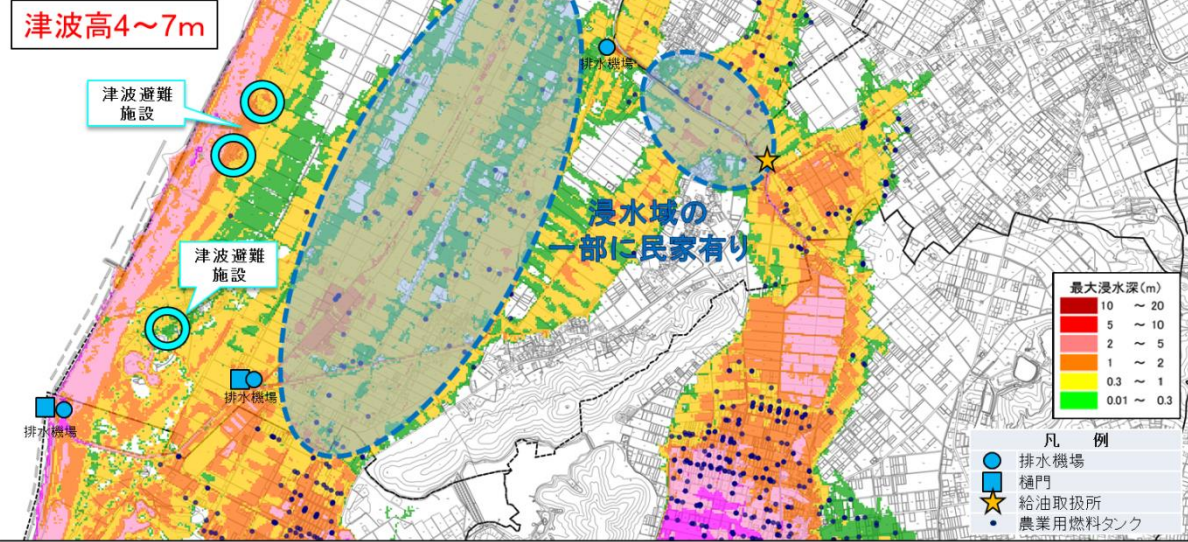 津波高4～7m
津波避難
施設
排水機場
津波避難
施設
浸水域の
一部に民家有り
排水機場
排水機場
最大浸水深(m)
10 ～ 20
5 ～ 10
2 ～ 5
1 ～ 2
0.3 ～ 1
0.01 ～ 0.3
凡 例
排水機場
樋門
給油取扱所
農業用燃料タンク